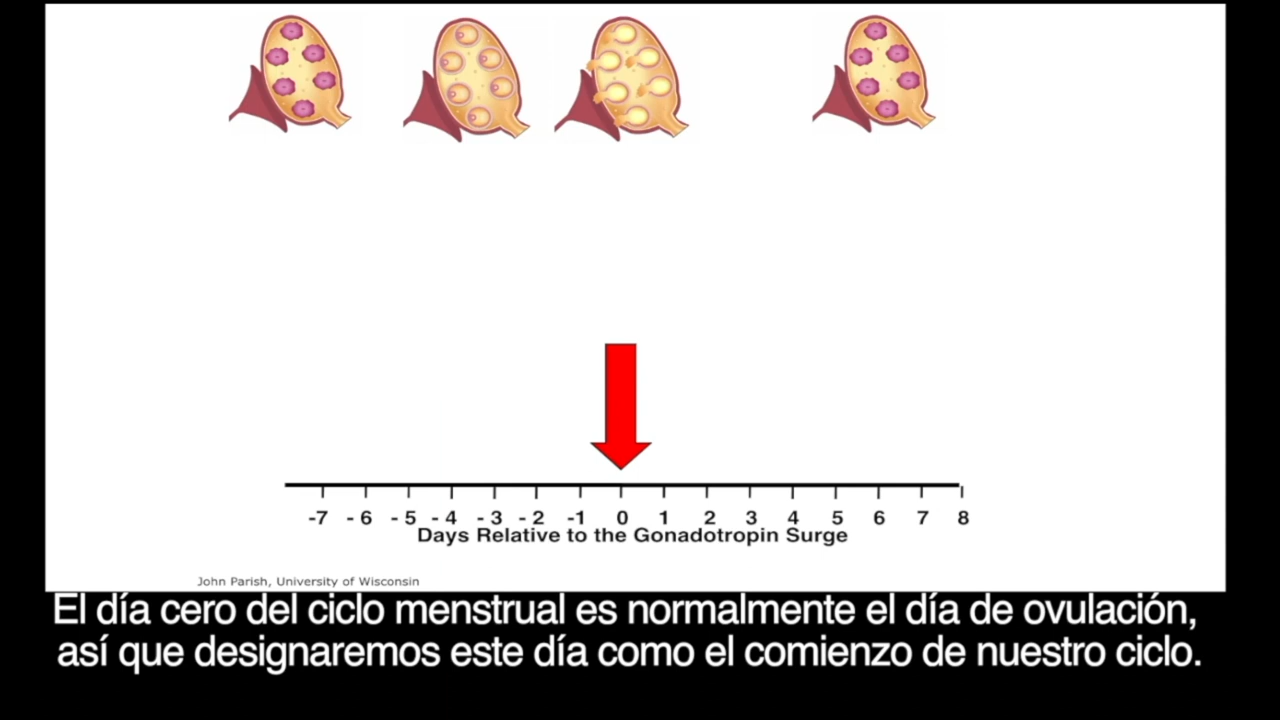 -7 - 6 - 5 - 4 - 3 - 2 -1 0 1 2 3 4 5 6 7 8
Days Relative to the Gonadotropin Surge
John Parish, University of Wisconsin
El día cero del ciclo menstrual es normalmente el día de ovulación,
así que designaremos este día como el comienzo de nuestro ciclo.